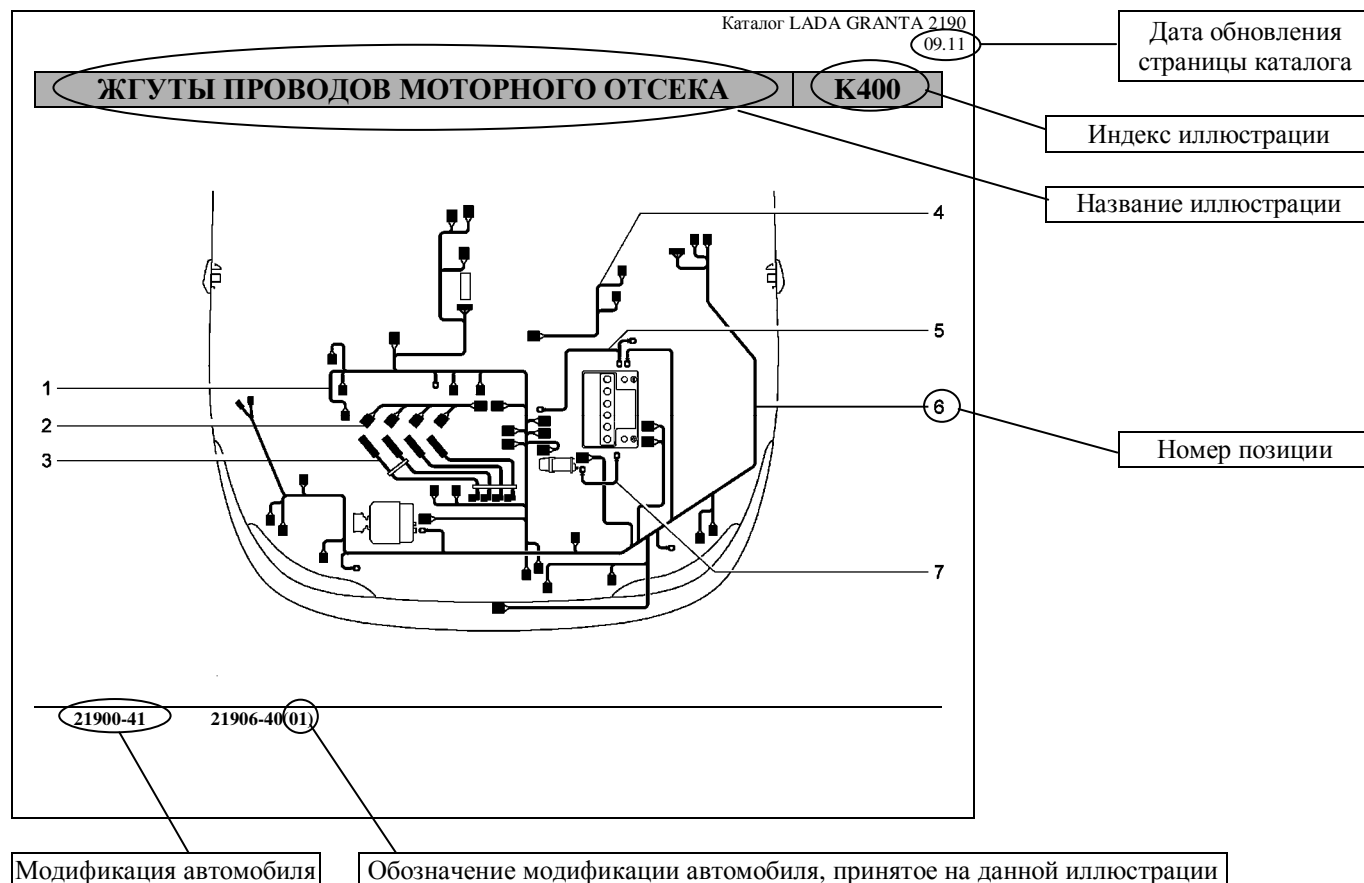 Каталог LADA GRANTA 2190
09.11
Дата обновления
страницы каталога
ЖГУТЫ ПРОВОДОВ МОТОРНОГО ОТСЕКА K400
Индекс иллюстрации
Название иллюстрации
4
5
1
6
2
3
Номер позиции
7
21900-41 21906-40(01)
Модификация автомобиля
Обозначение модификации автомобиля, принятое на данной иллюстрации